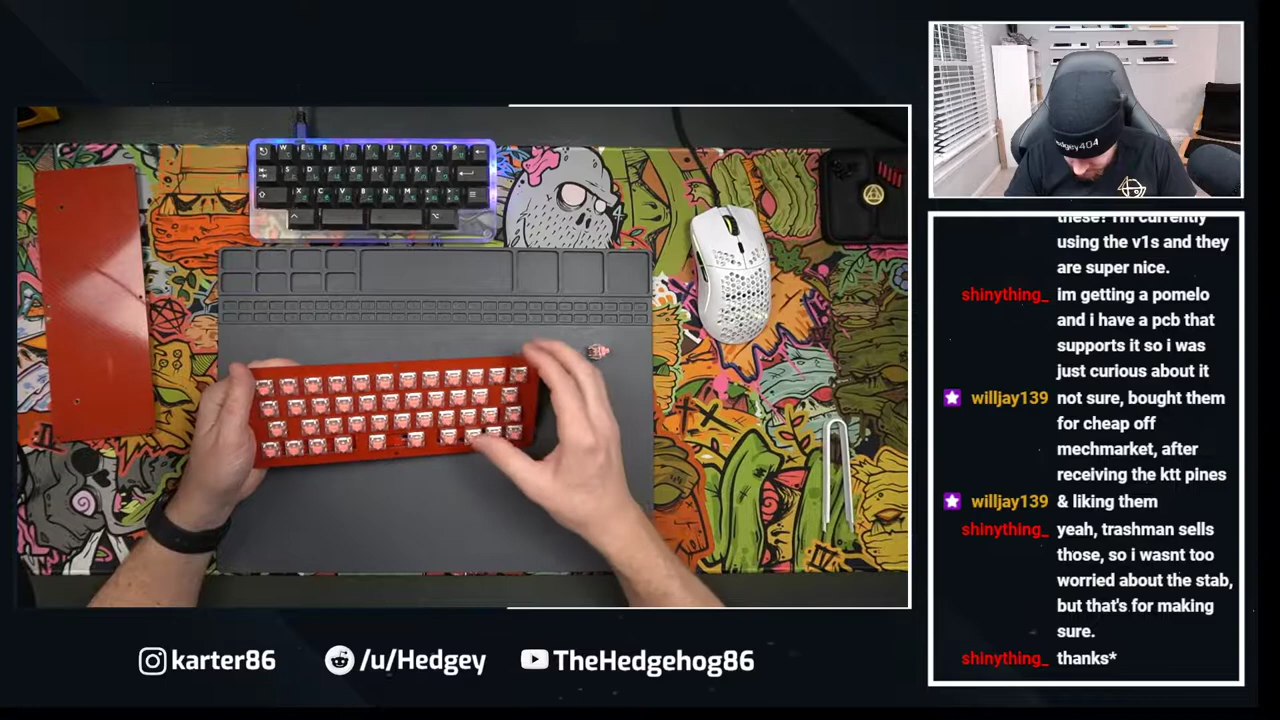 W E R T Y U I O P
S D F G H J K L
X C V B N M
edgey404
these? I'm currently
using the v1s and they
are super nice.
shinything_ im getting a pomelo
and i have a pcb that
supports it so i was
just curious about it
willjay139 not sure, bought them
for cheap off
mechmarket, after
receiving the ktt pines
willjay139 & liking them
shinything_ yeah, trashman sells
those, so i wasnt too
worried about the stab,
but that's for making
sure.
shinything_ thanks*
karter86
/u/Hedgey
TheHedgehog86